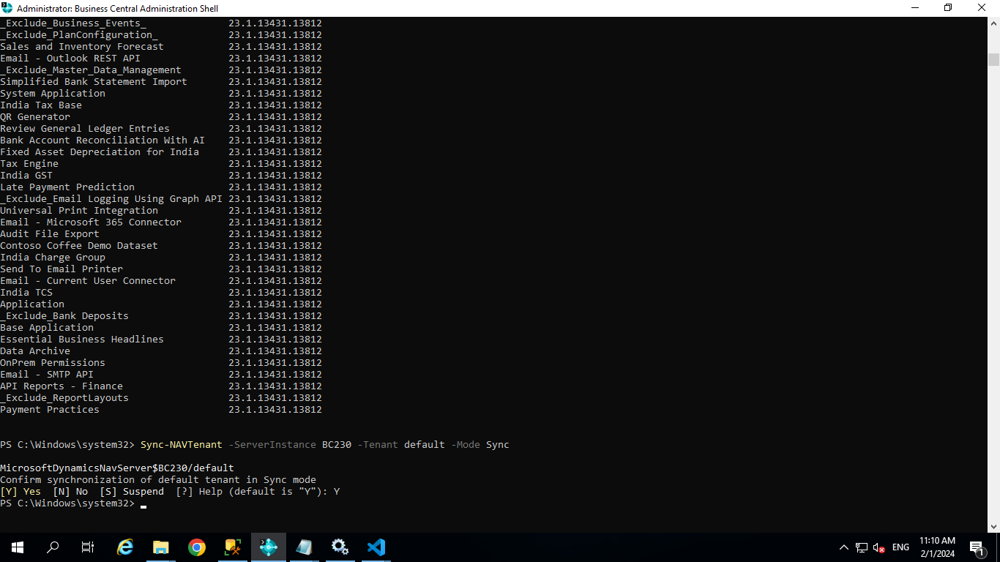 Administrator: Business Central Administration Shell
_Exclude_Business_Events_ 23.1.13431.13812
_Exclude_PlanConfiguration_ 23.1.13431.13812
Sales and Inventory Forecast 23.1.13431.13812
Email - Outlook REST API 23.1.13431.13812
_Exclude_Master_Data_Management 23.1.13431.13812
Simplified Bank Statement Import 23.1.13431.13812
System Application 23.1.13431.13812
India Tax Base 23.1.13431.13812
QR Generator 23.1.13431.13812
Review General Ledger Entries 23.1.13431.13812
Bank Account Reconciliation With AI 23.1.13431.13812
Fixed Asset Depreciation for India 23.1.13431.13812
Tax Engine 23.1.13431.13812
India GST 23.1.13431.13812
Late Payment Prediction 23.1.13431.13812
_Exclude_Email Logging Using Graph API 23.1.13431.13812
Universal Print Integration 23.1.13431.13812
Email - Microsoft 365 Connector 23.1.13431.13812
Audit File Export 23.1.13431.13812
Contoso Coffee Demo Dataset 23.1.13431.13812
India Charge Group 23.1.13431.13812
Send To Email Printer 23.1.13431.13812
Email - Current User Connector 23.1.13431.13812
India TCS 23.1.13431.13812
Application 23.1.13431.13812
_Exclude_Bank Deposits 23.1.13431.13812
Base Application 23.1.13431.13812
Essential Business Headlines 23.1.13431.13812
Data Archive 23.1.13431.13812
OnPrem Permissions 23.1.13431.13812
Email - SMTP API 23.1.13431.13812
API Reports - Finance 23.1.13431.13812
_Exclude_ReportLayouts 23.1.13431.13812
Payment Practices 23.1.13431.13812
PS C:\Windows\system32> Sync-NAVTenant -ServerInstance BC230 -Tenant default -Mode Sync
MicrosoftDynamicsNavServer$BC230/default
Confirm synchronization of default tenant in Sync mode
[Y] Yes [N] No [S] Suspend [?] Help (default is "Y"): Y
PS C:\Windows\system32>
ENG
11:10 AM
2/1/2024
1